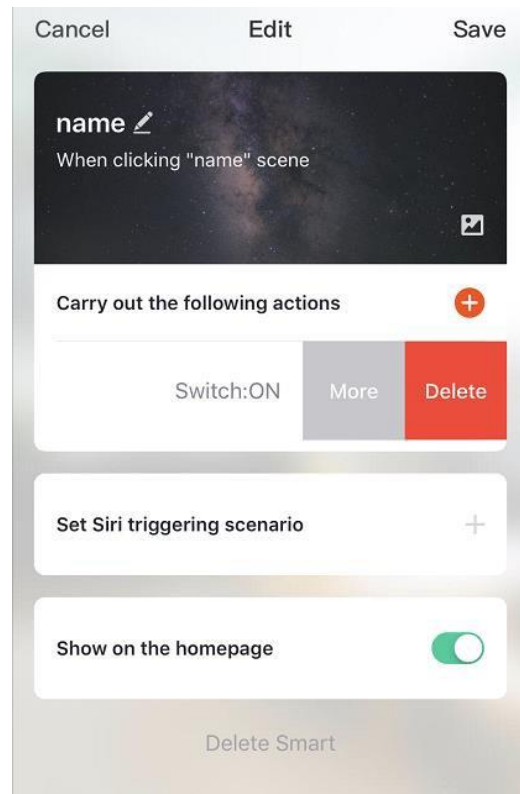 Cancel Edit Save
name
When clicking "name" scene
Carry out the following actions
Switch:ON More Delete
Set Siri triggering scenario
Show on the homepage
Delete Smart